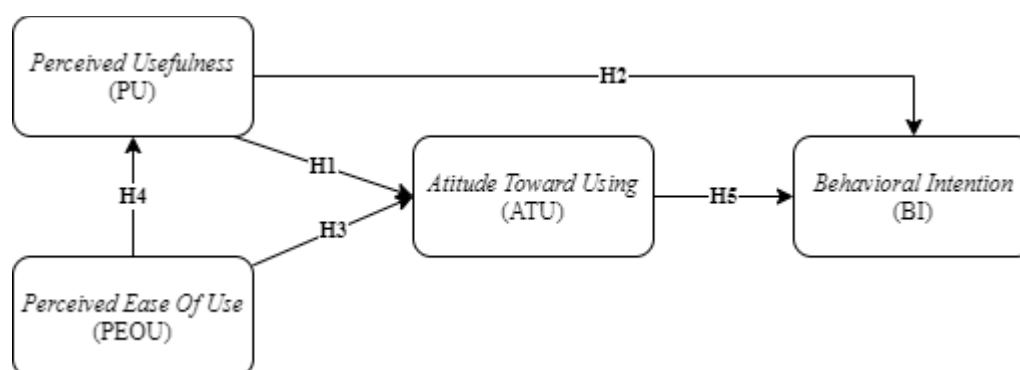 Perceived Usefulness
(PU)
H2
H1
Atitude Toward Using
(ATU)
H5
Behavioral Intention
(BI)
H4
H3
Perceived Ease Of Use
(PEOU)